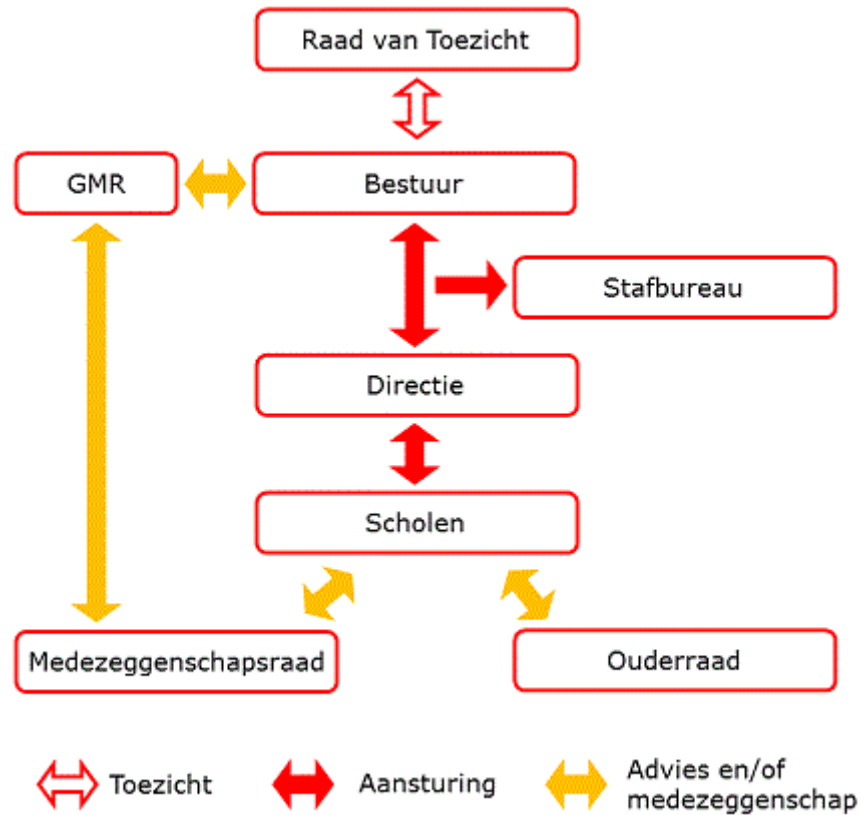 Raad van Toezicht
GMR
Bestuur
Stafbureau
Directie
Scholen
Medezeggenschapsraad
Ouderraad
Toezicht
Aansturing
Advies en/of
medezeggenschap